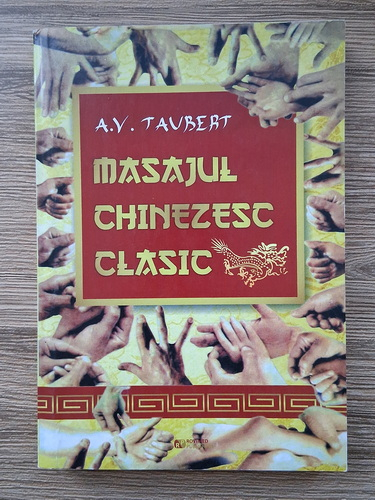 A.V. TAUBERT
MASAJUL
CHINEZESC
CLASIC